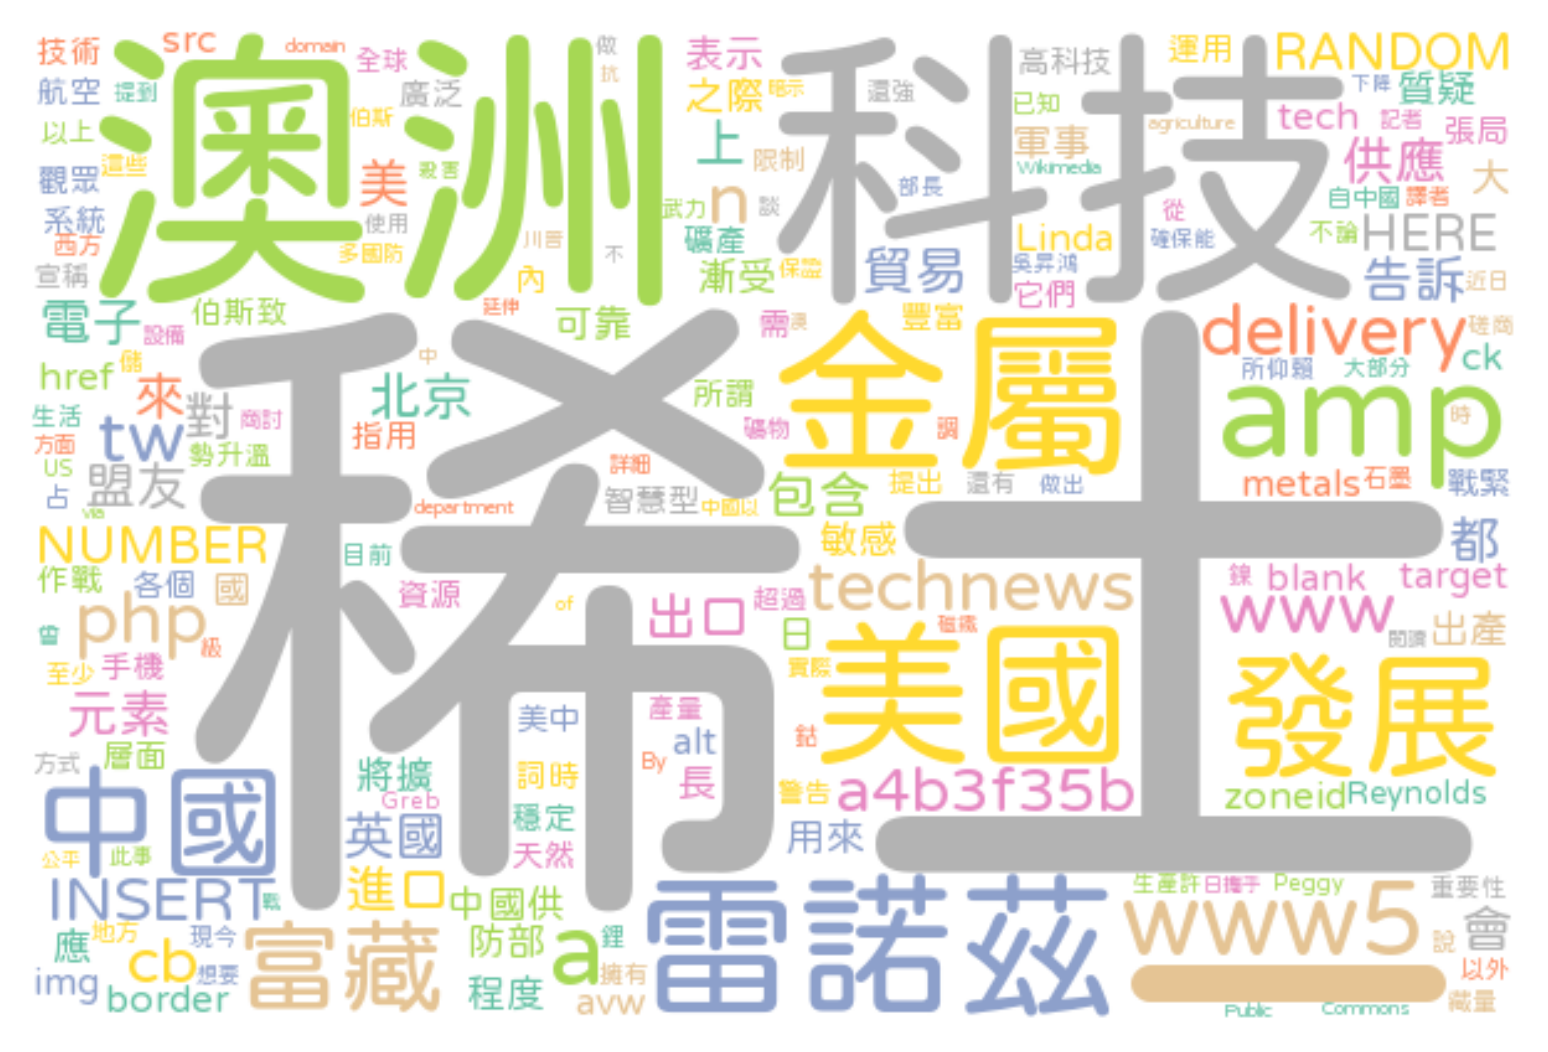 技術 src domain 全球 做 表示 高科技 運用 RANDOM
航空 提到 澳洲 廣泛 抗 之際 暗示 科技 還強 已知 下降 質疑
以上 伯斯 上 軍事 agriculture tech 記者 張局
觀眾 這些 美 殺害 限制 部長 Wikimedia 供應 大
系統 使用 武力 n 談 從 自中國 譯者
西方 多國防 川普 不 礦產 Linda 確保能 不論 HERE
宣稱 內 漸受 保證 貿易 吳昇鴻 它們 告訴 近日
電子 設備 伯斯致 延伸 可靠 需 澳 豐富 delivery 磋商
href 儲 中 稀土 金屬 所仰賴 大部分 ck
生活 來 對 商討 北京 所謂 amp 時
方面 tw 指用 礦物 調
US 勢升溫 詳細 metals 石墨 戰緊
占 via 盟友 department 智慧型 中國以 包含 提出 還有 做出
NUMBER 目前 敏感 都
作戰 各個 國 資源 of 超過 technews 鎳 blank target
php 級 出口 日 磁鐵 www 閱讀 出產
曾 至少 手機 實際 美國 發展
元素 美中 產量 鈷
方式 層面 將擴 詞時 By alt 長 警告 a4b3f35b zoneid Reynolds
中國 Greb 英國 穩定 用來
公平 此事 天然
INSERT 戰 進口 中國供 雷諾茲 生產許 日攜手 Peggy 重要性
應 地方 現今 富藏 防部 a 鋰 www5 說 會
img cb 想要 程度 擁有 以外
border avw Public Commons 藏量